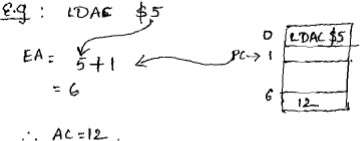 E.g : LDAC $5
EA = 5+1
= 6
∴ AC = 12 .
0 LDAC $5
PC→ 1
6 12